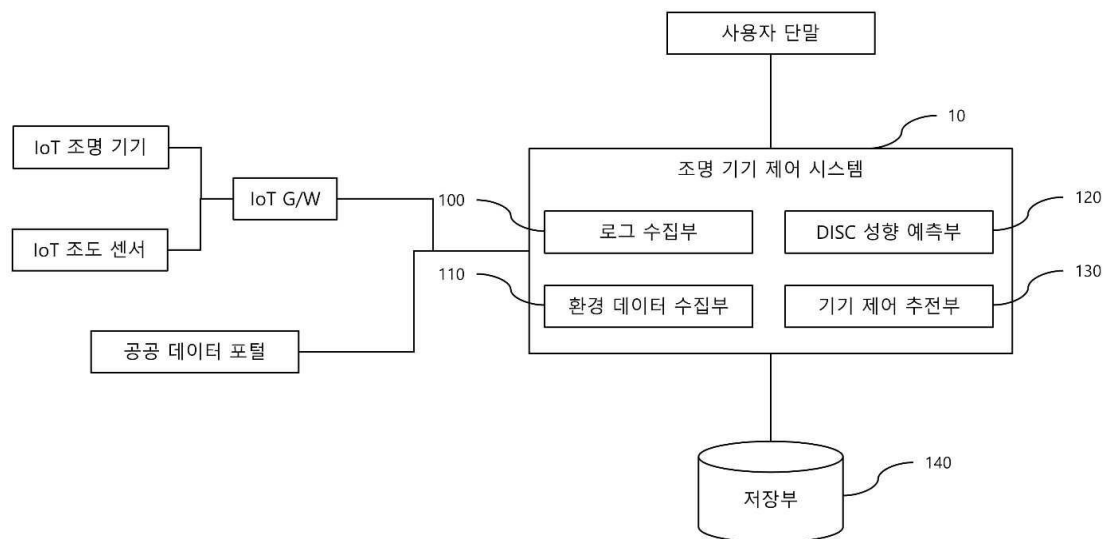 사용자 단말
10
IoT 조명 기기
조명 기기 제어 시스템
IoT G/W
100
로그 수집부
DISC 성향 예측부
120
IoT 조도 센서
110
환경 데이터 수집부
기기 제어 추전부
130
공공 데이터 포털
저장부
140